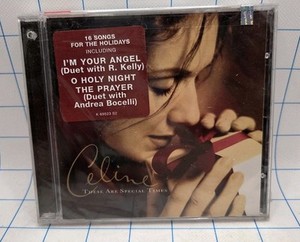 16 SONGS
FOR THE HOLIDAYS
INCLUDING
I'M YOUR ANGEL
(Duet with R. Kelly)
O HOLY NIGHT
THE PRAYER
(Duet with
Andrea Bocelli)
Celine
THESE ARE SPECIAL TIMES